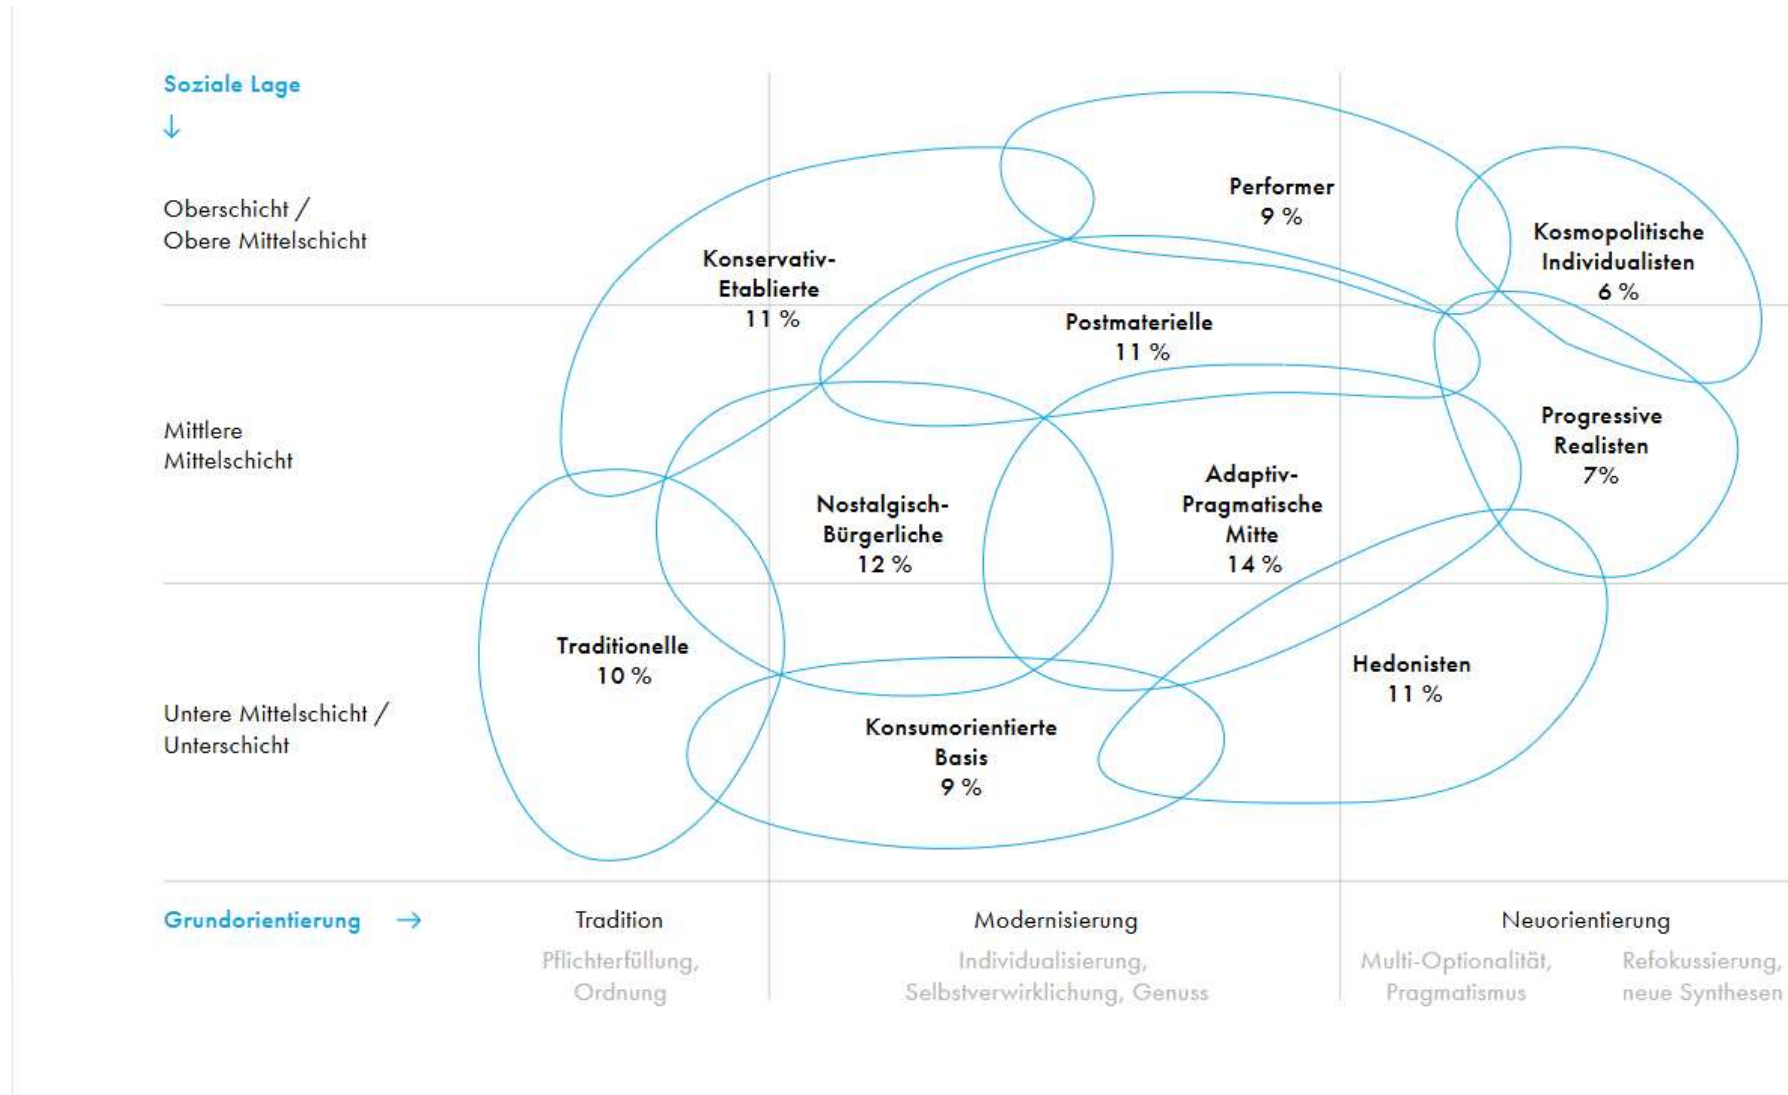 Soziale Lage
↓
Oberschicht /
Obere Mittelschicht
Mittlere
Mittelschicht
Untere Mittelschicht /
Unterschicht
Konservativ-
Etablierte
11 %
Performer
9 %
Kosmopolitische
Individualisten
6 %
Postmaterielle
11 %
Progressive
Realisten
7%
Nostalgisch-
Bürgerliche
12 %
Adaptiv-
Pragmatische
Mitte
14 %
Traditionelle
10 %
Hedonisten
11 %
Konsumorientierte
Basis
9 %
Grundorientierung →
Tradition
Pflichterfüllung,
Ordnung
Modernisierung
Individualisierung,
Selbstverwirklichung, Genuss
Neuorientierung
Multi-Optionalität,
Pragmatismus
Refokussierung,
neue Synthesen